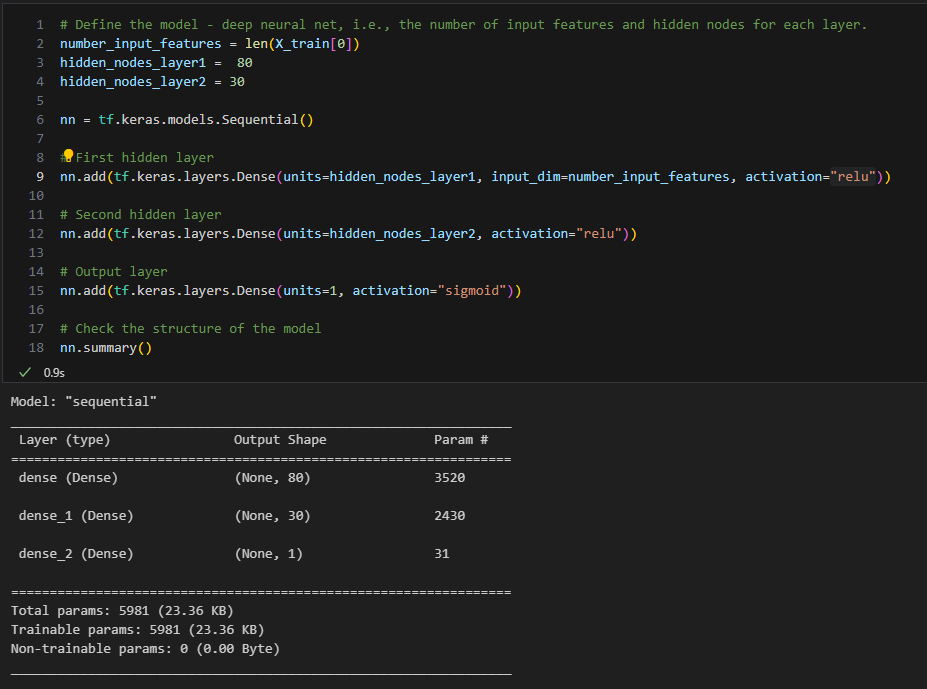 1 # Define the model - deep neural net, i.e., the number of input features and hidden nodes for each layer.
2 number_input_features = len(X_train[0])
3 hidden_nodes_layer1 =  80
4 hidden_nodes_layer2 = 30
5
6 nn = tf.keras.models.Sequential()
7
8 # First hidden layer
9 nn.add(tf.keras.layers.Dense(units=hidden_nodes_layer1, input_dim=number_input_features, activation="relu"))
10
11 # Second hidden layer
12 nn.add(tf.keras.layers.Dense(units=hidden_nodes_layer2, activation="relu"))
13
14 # Output layer
15 nn.add(tf.keras.layers.Dense(units=1, activation="sigmoid"))
16
17 # Check the structure of the model
18 nn.summary()
✓ 0.9s
Model: "sequential"
_________________________________________________________________
Layer (type) Output Shape Param #
=================================================================
dense (Dense) (None, 80) 3520
dense_1 (Dense) (None, 30) 2430
dense_2 (Dense) (None, 1) 31
=================================================================
Total params: 5981 (23.36 KB)
Trainable params: 5981 (23.36 KB)
Non-trainable params: 0 (0.00 Byte)
_________________________________________________________________